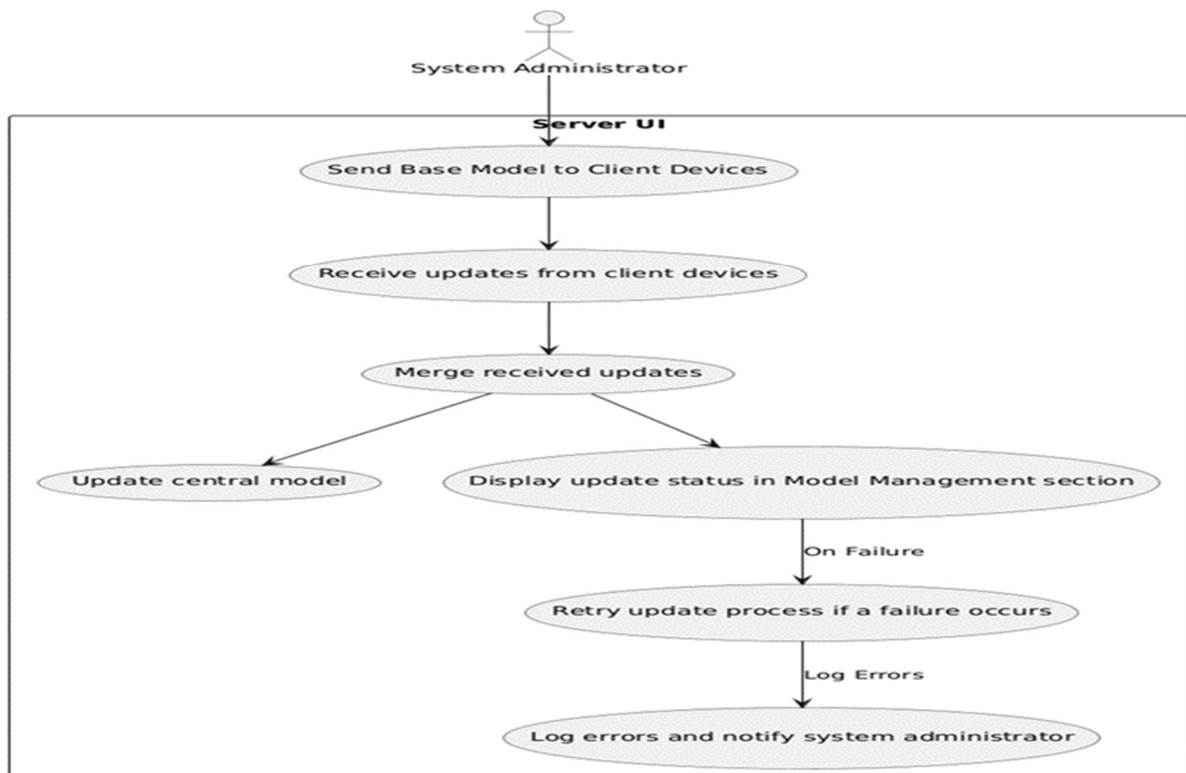 System Administrator
Server UI
Send Base Model to Client Devices
Receive updates from client devices
Merge received updates
Update central model
Display update status in Model Management section
On Failure
Retry update process if a failure occurs
Log Errors
Log errors and notify system administrator